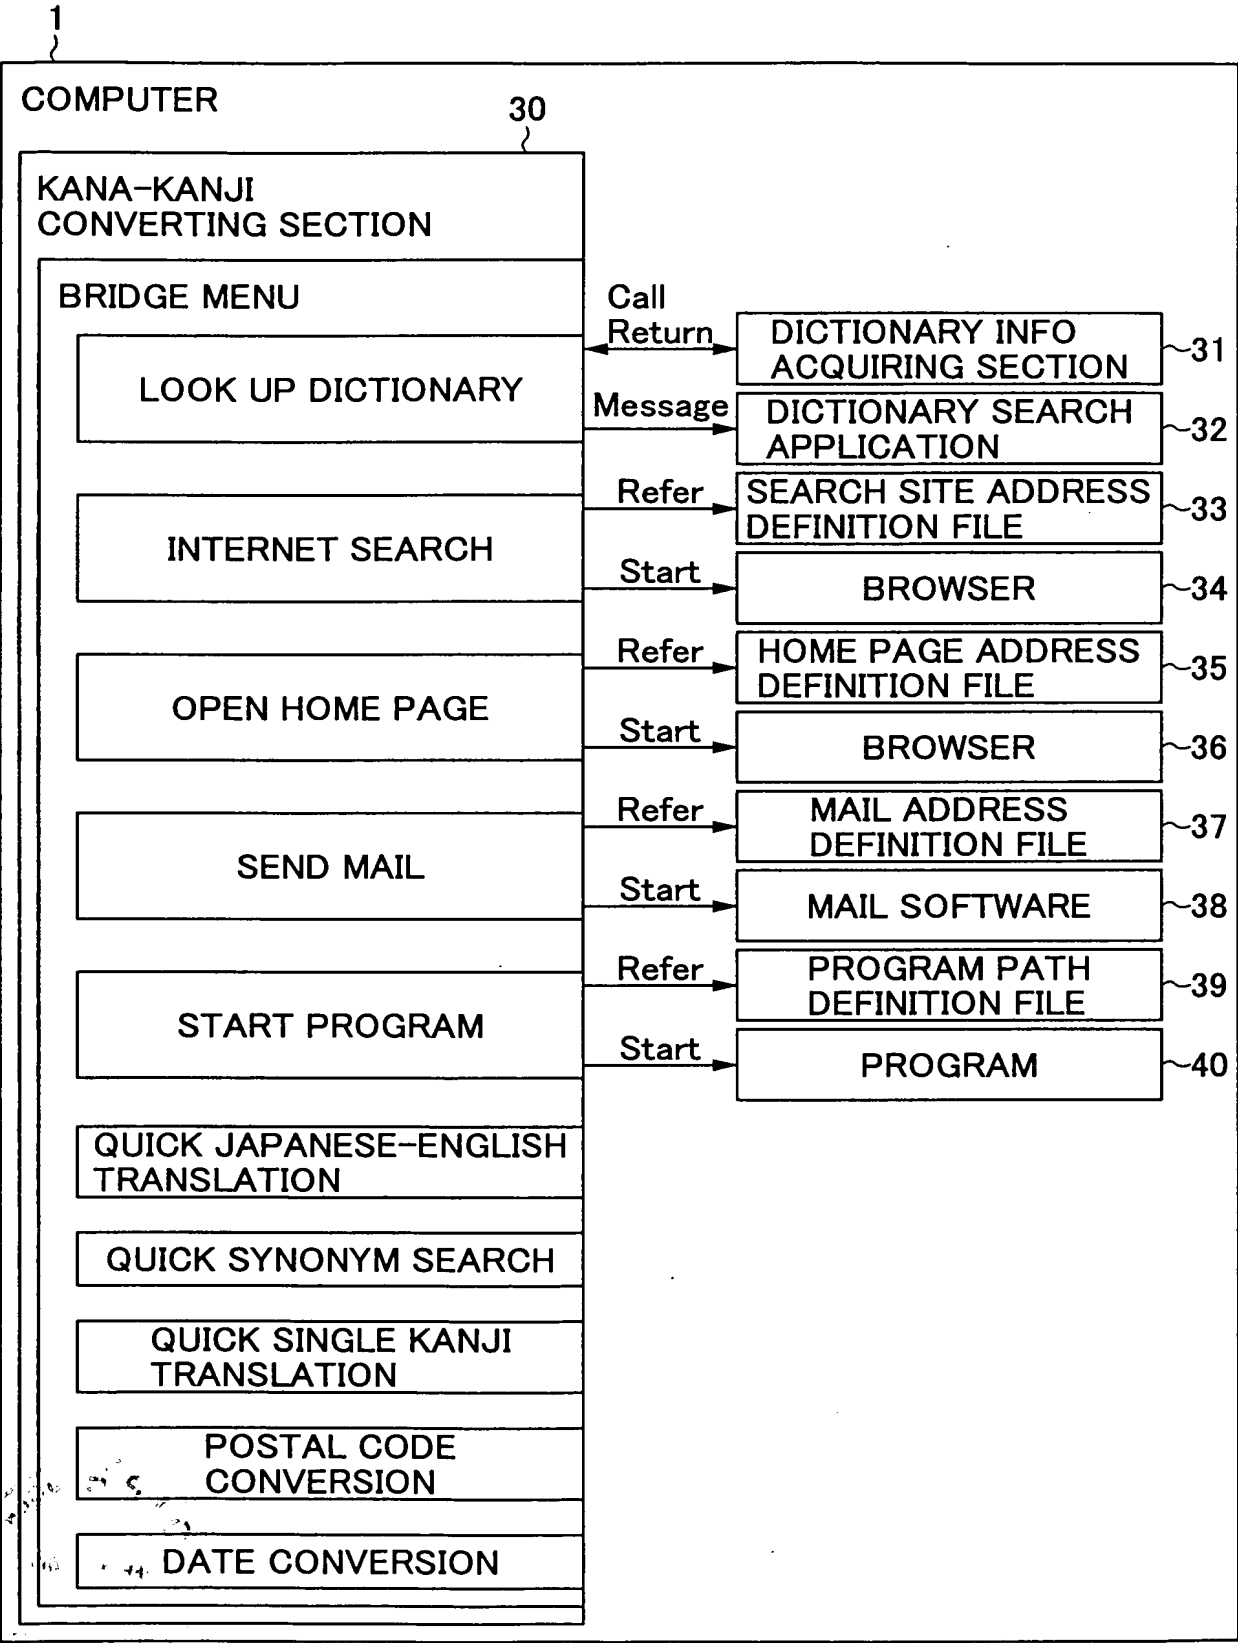 1
COMPUTER
30
KANA-KANJI
CONVERTING SECTION
BRIDGE MENU
LOOK UP DICTIONARY
Call
Return
DICTIONARY INFO
ACQUIRING SECTION
31
Message
DICTIONARY SEARCH
APPLICATION
32
INTERNET SEARCH
Refer
SEARCH SITE ADDRESS
DEFINITION FILE
33
Start
BROWSER
34
OPEN HOME PAGE
Refer
HOME PAGE ADDRESS
DEFINITION FILE
35
Start
BROWSER
36
SEND MAIL
Refer
MAIL ADDRESS
DEFINITION FILE
37
Start
MAIL SOFTWARE
38
START PROGRAM
Refer
PROGRAM PATH
DEFINITION FILE
39
Start
PROGRAM
40
QUICK JAPANESE-ENGLISH
TRANSLATION
QUICK SYNONYM SEARCH
QUICK SINGLE KANJI
TRANSLATION
POSTAL CODE
CONVERSION
DATE CONVERSION